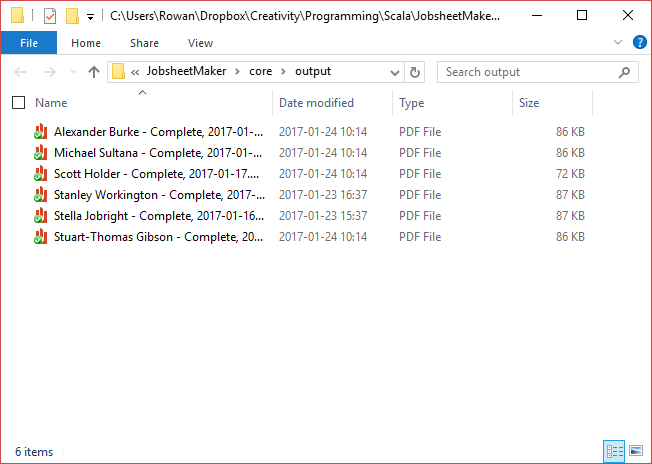 C:\Users\Rowan\Dropbox\Creativity\Programming\Scala\JobsheetMake...
File Home Share View
« JobsheetMaker › core › output Search output
Name Date modified Type Size
Alexander Burke - Complete, 2017-01-... 2017-01-24 10:14 PDF File 86 KB
Michael Sultana - Complete, 2017-01-... 2017-01-24 10:14 PDF File 86 KB
Scott Holder - Complete, 2017-01-17.... 2017-01-24 10:14 PDF File 72 KB
Stanley Workington - Complete, 2017-... 2017-01-23 16:37 PDF File 87 KB
Stella Jobright - Complete, 2017-01-16... 2017-01-23 15:37 PDF File 87 KB
Stuart-Thomas Gibson - Complete, 20... 2017-01-24 10:14 PDF File 86 KB
6 items